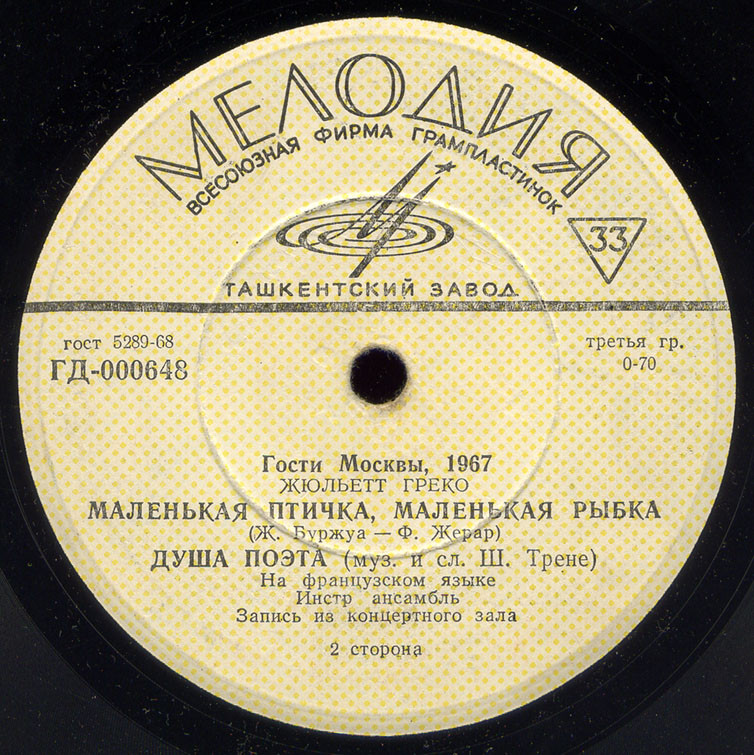 МЕЛОДИЯ
ВСЕСОЮЗНАЯ ФИРМА ГРАМПЛАСТИНОК
33
ТАШКЕНТСКИЙ ЗАВОД
гост 5289-68
третья гр.
ГД-000648
0-70
Гости Москвы, 1967
ЖЮЛЬЕТТ ГРЕКО
МАЛЕНЬКАЯ ПТИЧКА, МАЛЕНЬКАЯ РЫБКА
(Ж. Буржуа — Ф. Жерар)
ДУША ПОЭТА (муз. и сл. Ш. Трене)
На французском языке
Инстр ансамбль
Запись из концертного зала
2 сторона